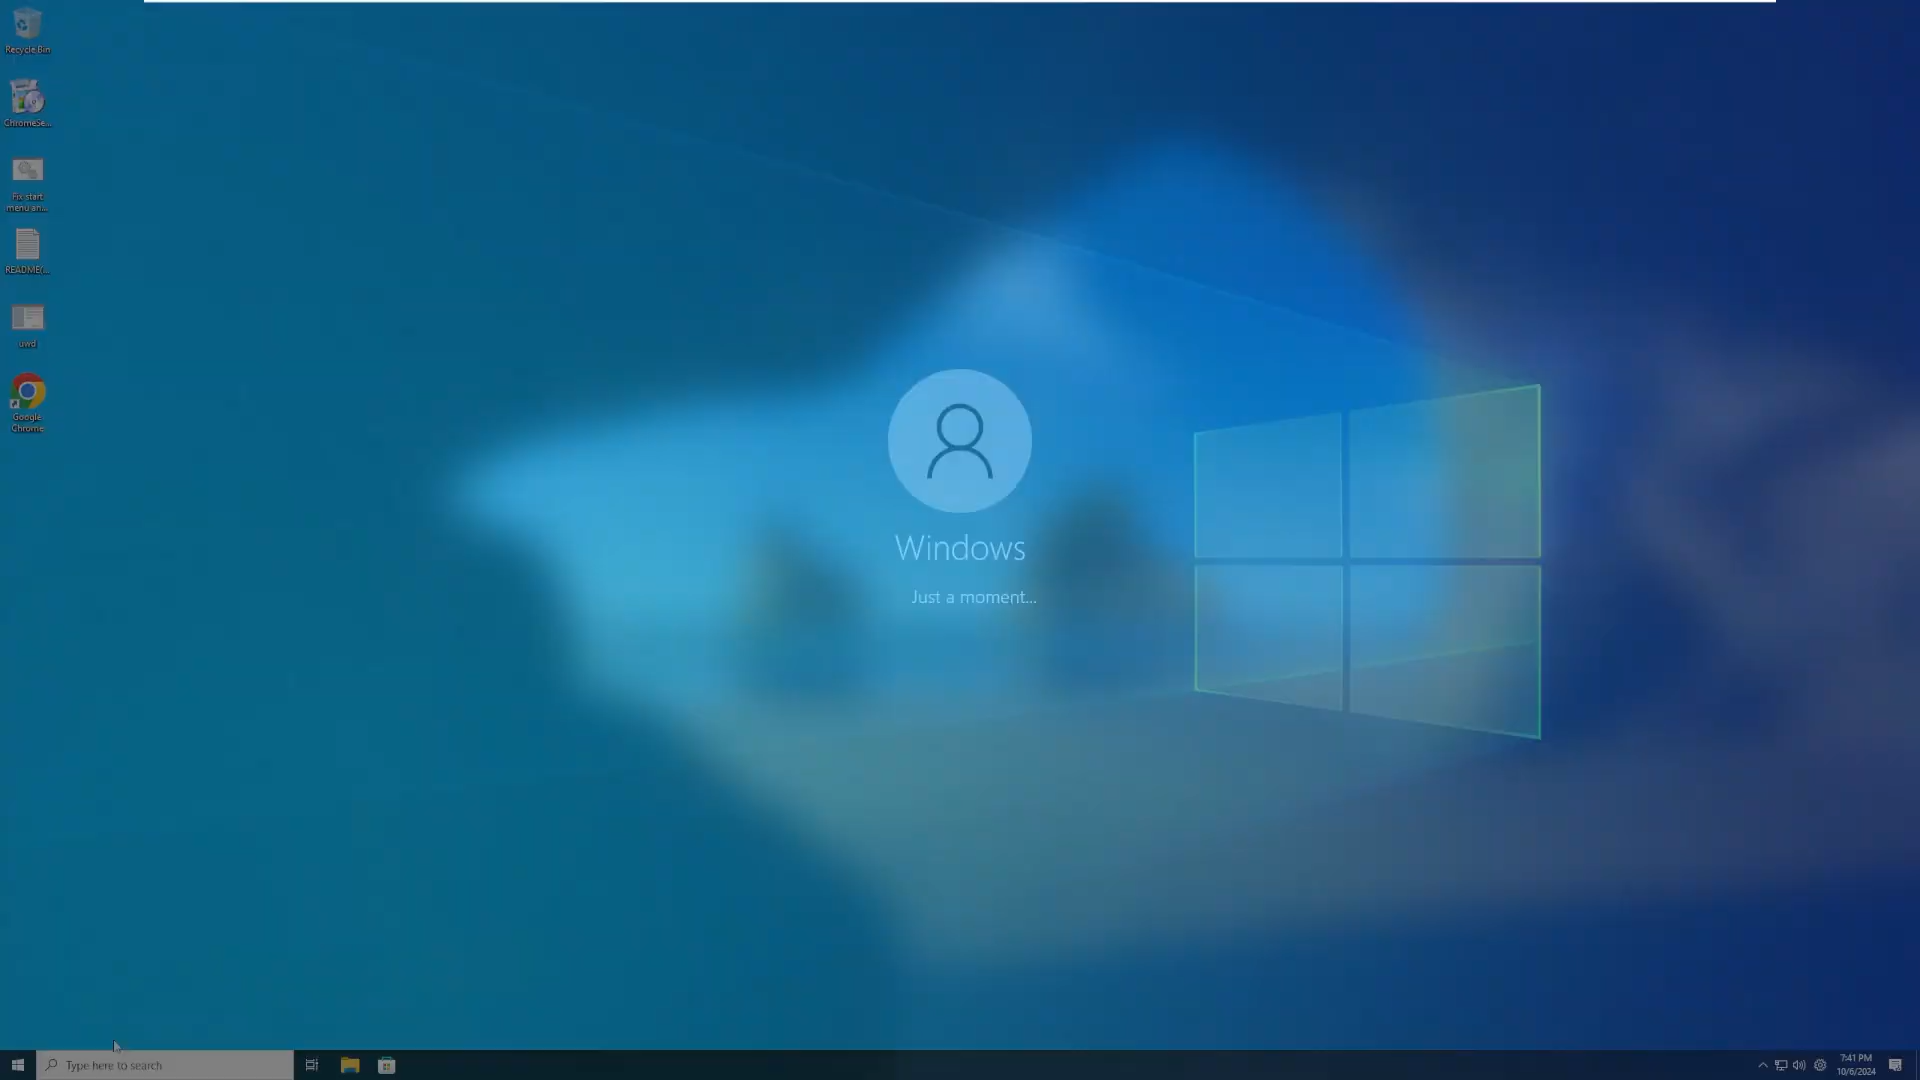 Recycle Bin
ChromeSe...
Fix start
menu an...
README(...
uwd
Google
Chrome
Windows
Just a moment...
Type here to search
7:41 PM
10/6/2024